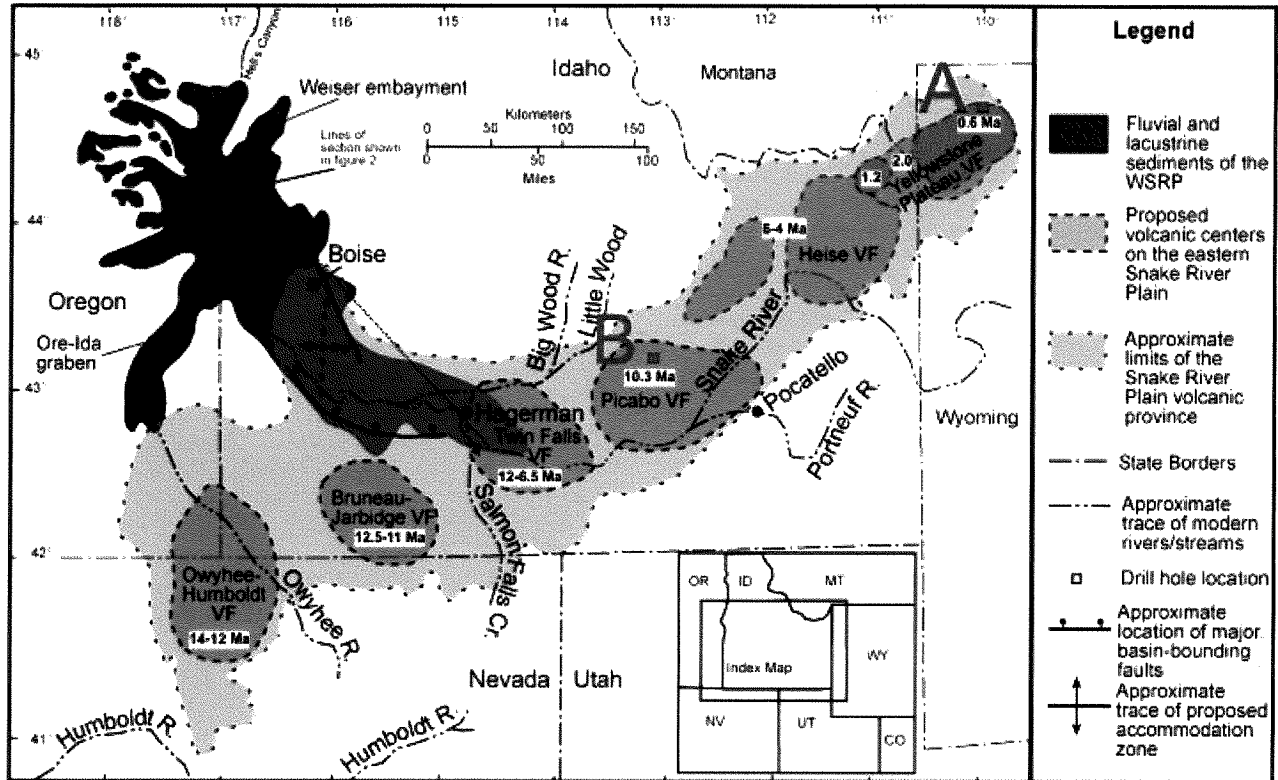 118° 117° 116 115° 114 113° 112 111° 110°
45°
44°
43°
42°
41°
Hell's Canyon
Weiser embayment
Idaho
Montana
Kilometers
0 50 100 150
0 50 100
Miles
Lines of
section shown
in figure 2
A
0.6 Ma
2.0
1.2
Yellowstone
Plateau VF
6-4 Ma
Heise VF
Boise
Oregon
Ore-Ida
graben
Big Wood R.
Little Wood
B
10.3 Ma
Picabo VF
Snake River
Pocatello
Portneuf R.
Wyoming
Hagerman
Twin Falls
VF
12-6.5 Ma
Bruneau-
Jarbidge VF
12.5-11 Ma
Salmon Falls Cr.
Owyhee-
Humboldt
VF
14-12 Ma
Owyhee R.
Nevada
Utah
Humboldt R.
Humboldt R.
OR ID MT
Index Map
WY
NV UT CO
Legend
Fluvial and
lacustrine
sediments of the
WSRP
Proposed
volcanic centers
on the eastern
Snake River
Plain
Approximate
limits of the
Snake River
Plain volcanic
province
State Borders
Approximate
trace of modern
rivers/streams
Drill hole location
Approximate
location of major
basin-bounding
faults
Approximate
trace of proposed
accommodation
zone